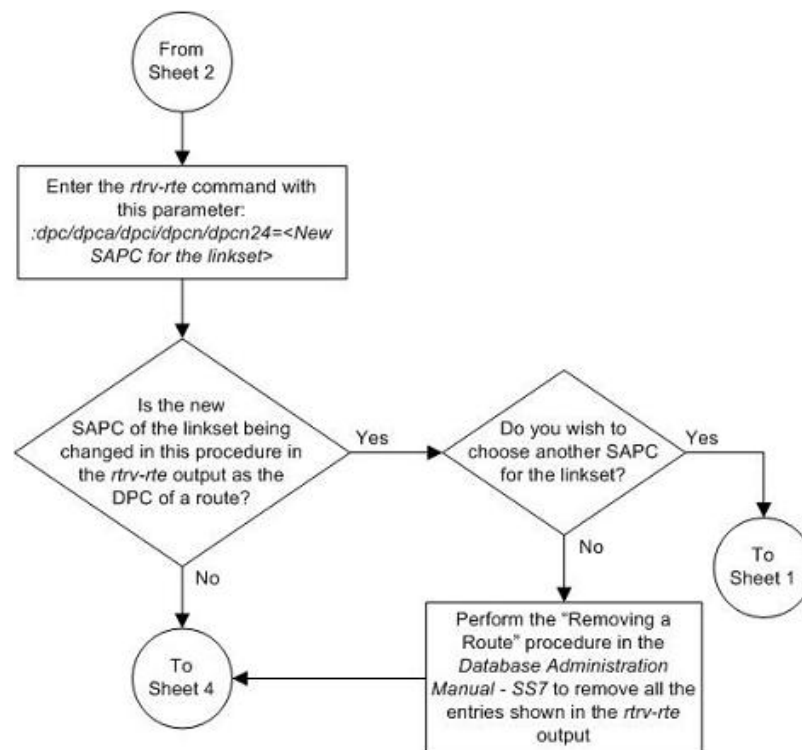 From
Sheet 2
Enter the rtrv-rte command with
this parameter:
:dpc/dpca/dpci/dpcn/dpcn24=<New
SAPC for the linkset>
Is the new
SAPC of the linkset being
changed in this procedure in
the rtrv-rte output as the
DPC of a route?
Yes
Do you wish to
choose another SAPC
for the linkset?
Yes
No
No
To
Sheet 1
To
Sheet 4
Perform the “Removing a
Route” procedure in the
Database Administration
Manual - SS7 to remove all the
entries shown in the rtrv-rte
output